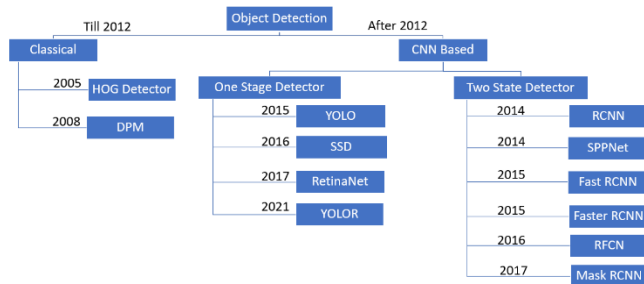 Object Detection
Till 2012
After 2012
Classical
CNN Based
2005
HOG Detector
2008
DPM
One Stage Detector
2015
YOLO
2016
SSD
2017
RetinaNet
2021
YOLOR
Two State Detector
2014
RCNN
2014
SPPNet
2015
Fast RCNN
2015
Faster RCNN
2016
RFCN
2017
Mask RCNN